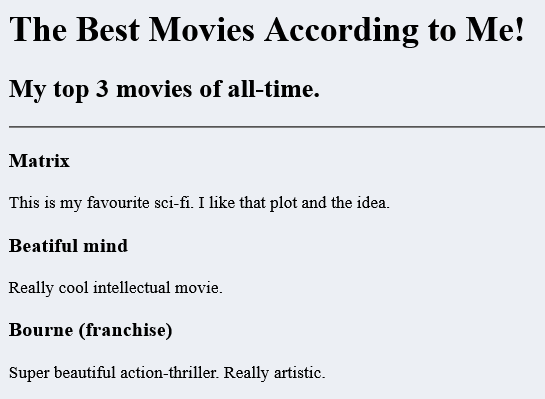 The Best Movies According to Me!
My top 3 movies of all-time.
Matrix
This is my favourite sci-fi. I like that plot and the idea.
Beatiful mind
Really cool intellectual movie.
Bourne (franchise)
Super beautiful action-thriller. Really artistic.